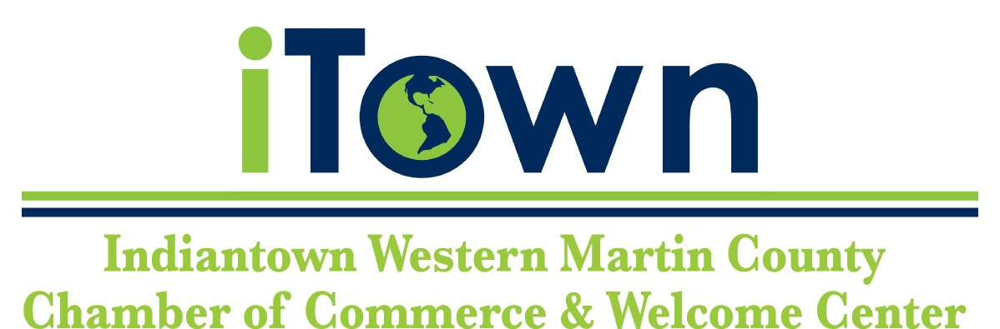 iTown
Indiantown Western Martin County
Chamber of Commerce & Welcome Center